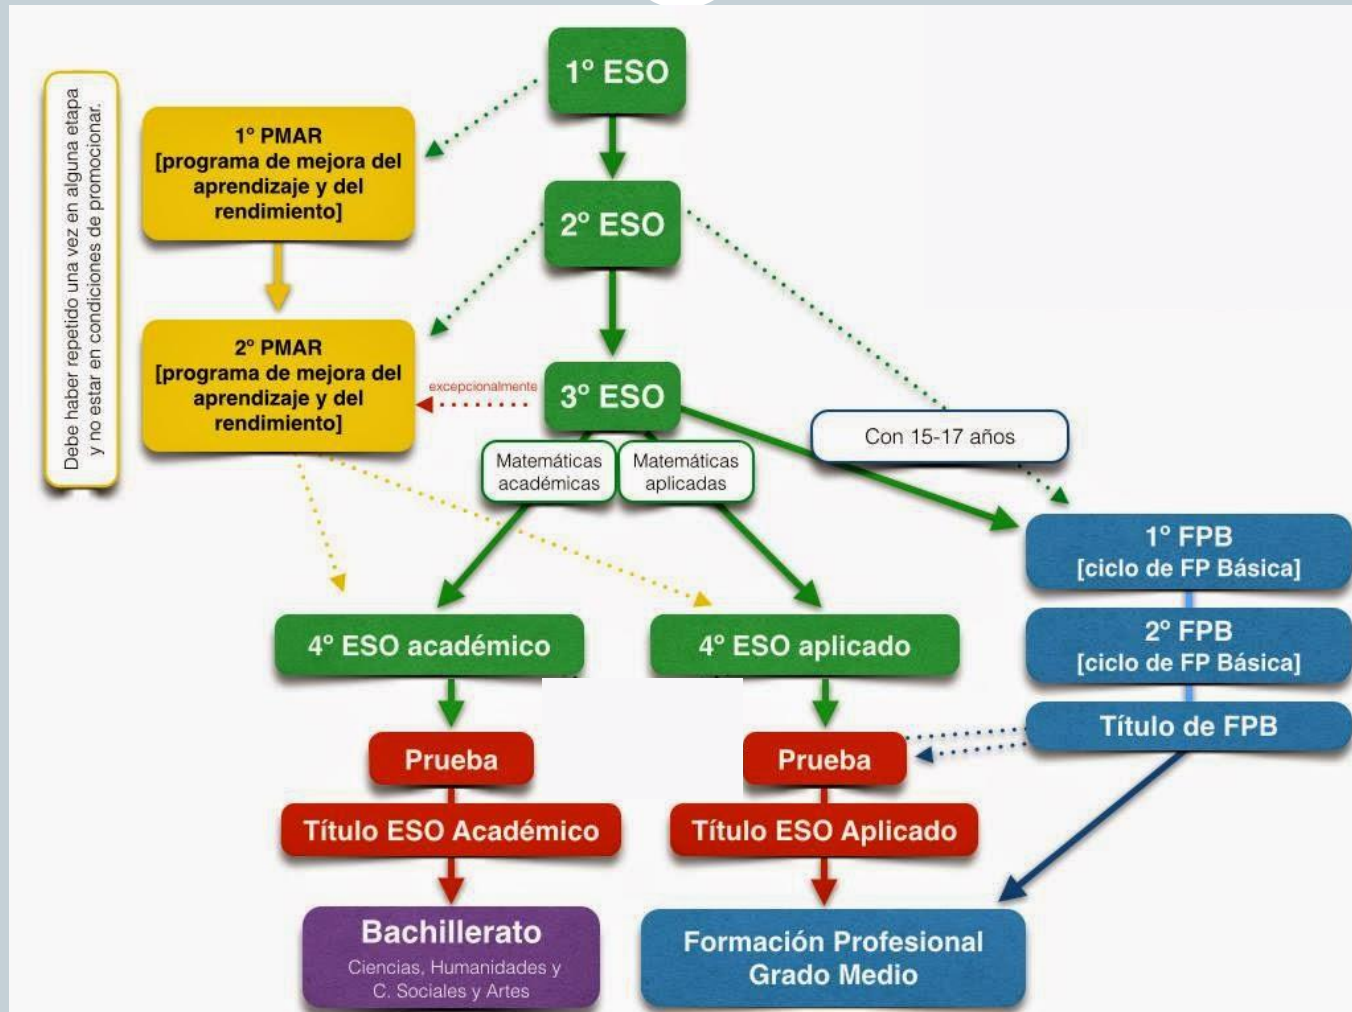 1º ESO
Debe haber repetido una vez en alguna etapa
y no estar en condiciones de promocionar.
1º PMAR
[programa de mejora del
aprendizaje y del
rendimiento]
2º ESO
2º PMAR
[programa de mejora del
aprendizaje y del
rendimiento]
excepcionalmente
3º ESO
Con 15-17 años
Matemáticas
académicas
Matemáticas
aplicadas
1º FPB
[ciclo de FP Básica]
4º ESO académico
4º ESO aplicado
2º FPB
[ciclo de FP Básica]
Título de FPB
Prueba
Prueba
Título ESO Académico
Título ESO Aplicado
Bachillerato
Ciencias, Humanidades y
C. Sociales y Artes
Formación Profesional
Grado Medio